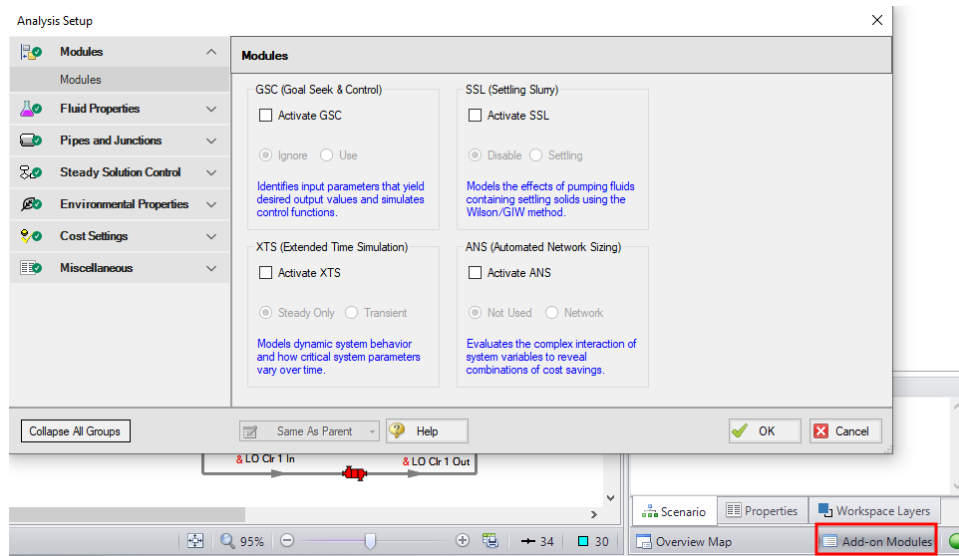 Analysis Setup
Modules
Modules
Fluid Properties
Pipes and Junctions
Steady Solution Control
Environmental Properties
Cost Settings
Miscellaneous
Modules
GSC (Goal Seek & Control)
Activate GSC
Ignore Use
Identifies input parameters that yield
desired output values and simulates
control functions.
SSL (Settling Slurry)
Activate SSL
Disable Settling
Models the effects of pumping fluids
containing settling solids using the
Wilson/GIW method.
XTS (Extended Time Simulation)
Activate XTS
Steady Only Transient
Models dynamic system behavior
and how critical system parameters
vary over time.
ANS (Automated Network Sizing)
Activate ANS
Not Used Network
Evaluates the complex interaction of
system variables to reveal
combinations of cost savings.
Collapse All Groups
Same As Parent
Help
OK
Cancel
& LO Clr 1 In
& LO Clr 1 Out
Scenario Properties Workspace Layers
95% 34 30 Overview Map Add-on Modules